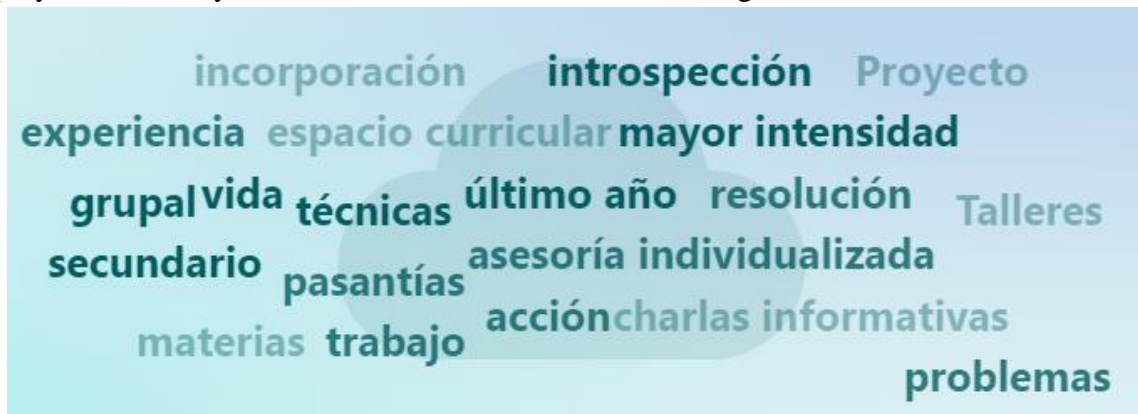 incorporación introspección Proyecto
experiencia espacio curricular mayor intensidad
grupal vida técnicas último año resolución Talleres
secundario pasantías asesoría individualizada
materias trabajo acción charlas informativas
problemas